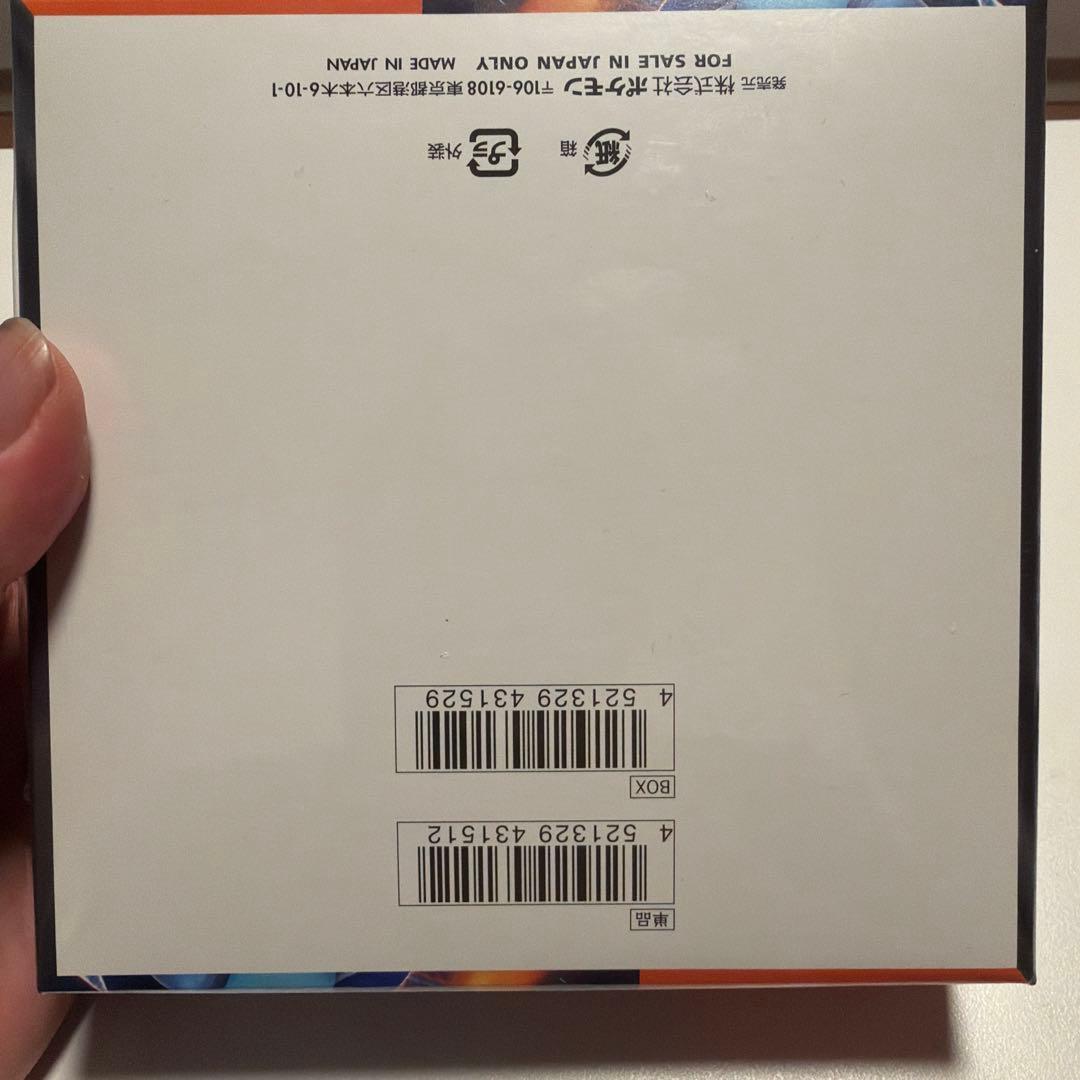 単品
4 521329 431512
BOX
4 521329 431529
箱 紙 外装 プラ
発売元 株式会社 ポケモン 〒106-6108 東京都港区六本木6-10-1
FOR SALE IN JAPAN ONLY MADE IN JAPAN